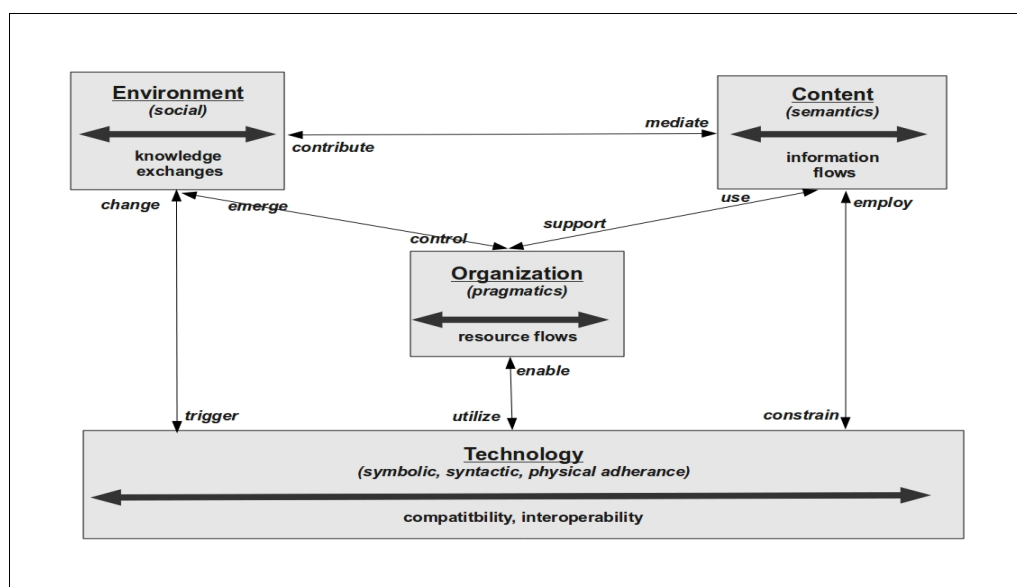 Environment
(social)
knowledge
exchanges
Content
(semantics)
information
flows
mediate
contribute
change
emerge
control
support
use
employ
Organization
(pragmatics)
resource flows
enable
utilize
trigger
constrain
Technology
(symbolic, syntactic, physical adherance)
compatitbility, interoperability